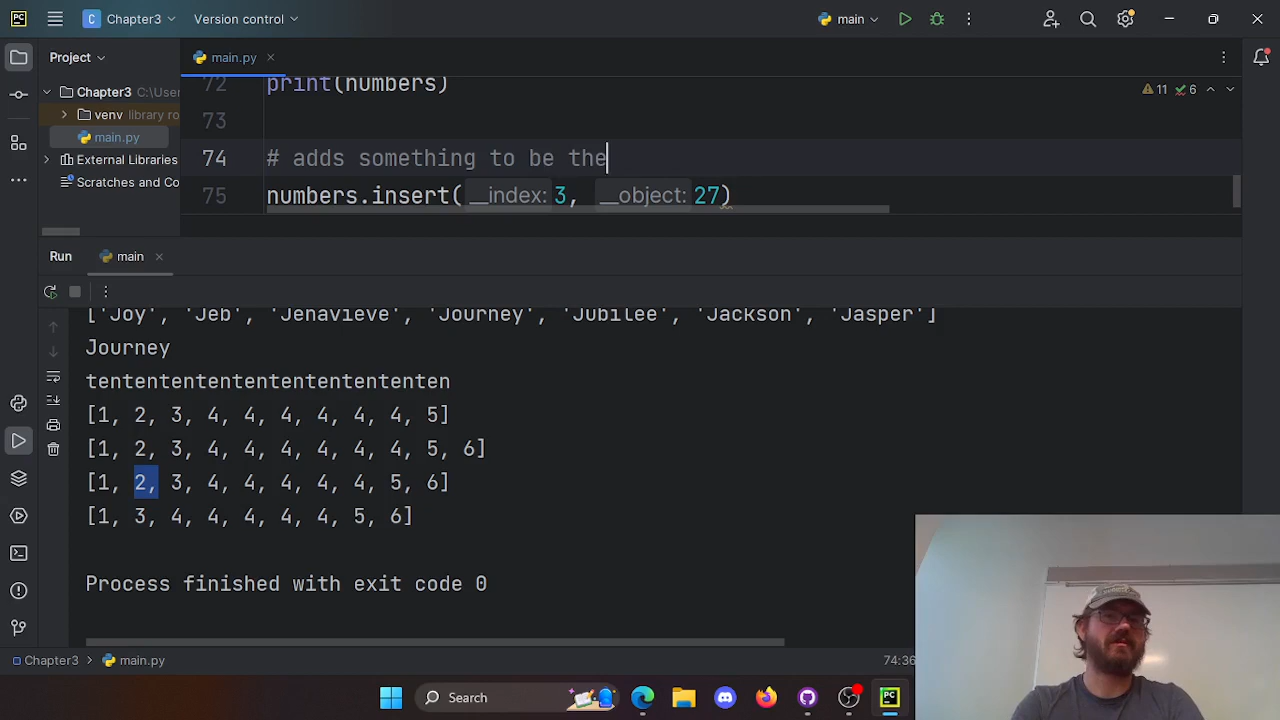 PC
C Chapter3
Version control
main
Project
main.py
Chapter3 C:\User
venv library ro
main.py
External Libraries
Scratches and Co
72 print(numbers)
11 6
73
74 # adds something to be the
75 numbers.insert(__index: 3, __object: 27)
Run main
['Joy', 'Jeb', 'Jenavieve', 'Journey', 'Jubilee', 'Jackson', 'Jasper']
Journey
tentententententententententen
[1, 2, 3, 4, 4, 4, 4, 4, 4, 5]
[1, 2, 3, 4, 4, 4, 4, 4, 4, 5, 6]
[1, 2, 3, 4, 4, 4, 4, 4, 5, 6]
[1, 3, 4, 4, 4, 4, 4, 5, 6]
Process finished with exit code 0
Chapter3 > main.py
74:36
Search
PC